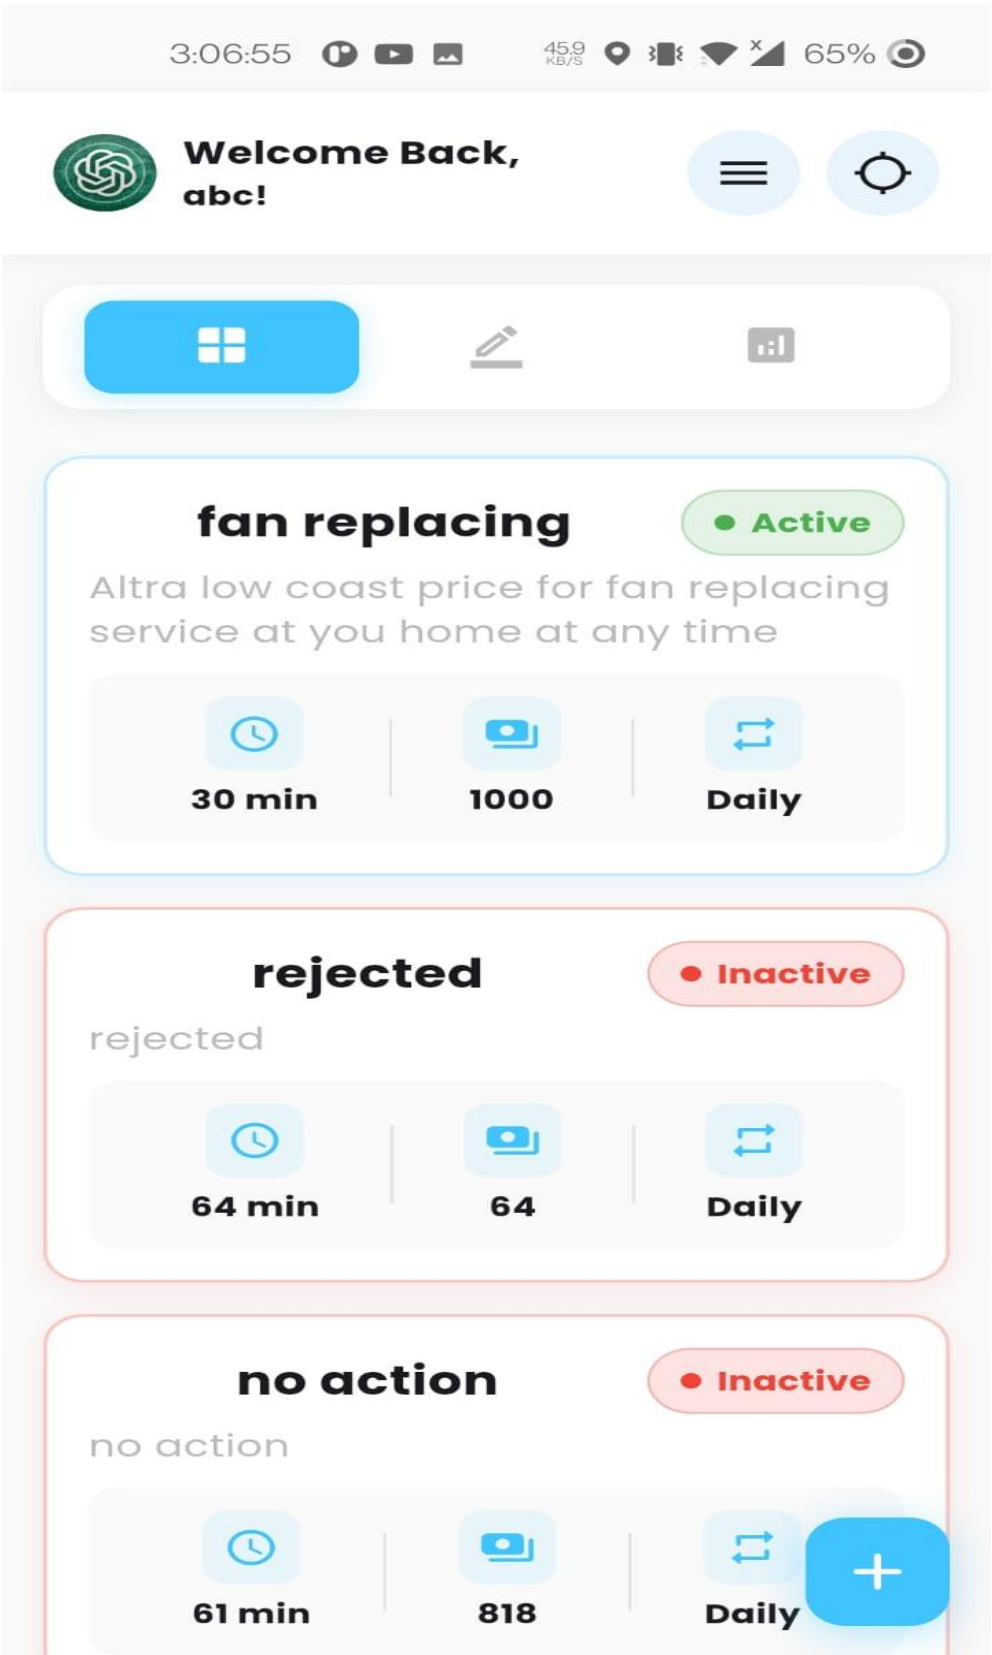 3:06:55 45.9 KB/S 65%
Welcome Back,
abc!
fan replacing
Active
Altra low coast price for fan replacing
service at you home at any time
30 min 1000 Daily
rejected
Inactive
rejected
64 min 64 Daily
no action
Inactive
no action
61 min 818 Daily